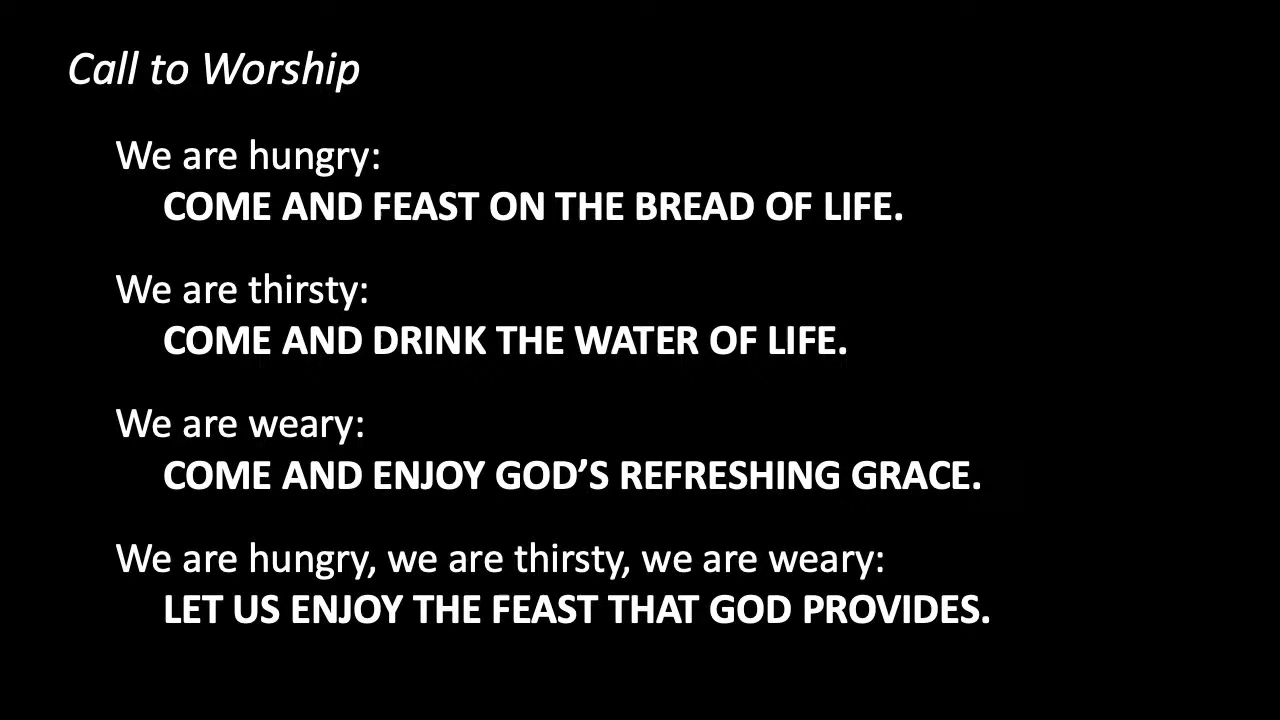 Call to Worship
We are hungry:
COME AND FEAST ON THE BREAD OF LIFE.
We are thirsty:
COME AND DRINK THE WATER OF LIFE.
We are weary:
COME AND ENJOY GOD’S REFRESHING GRACE.
We are hungry, we are thirsty, we are weary:
LET US ENJOY THE FEAST THAT GOD PROVIDES.